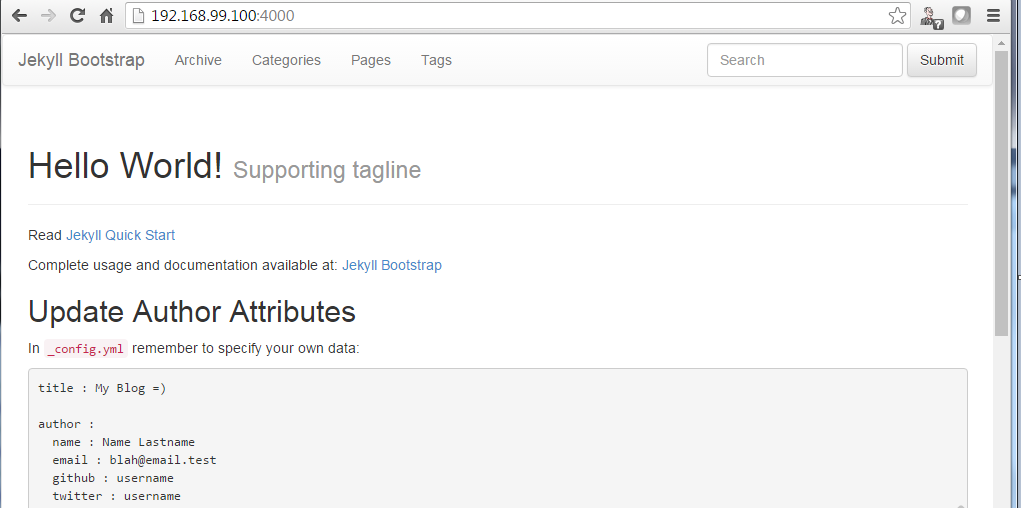 192.168.99.100:4000
Jekyll Bootstrap Archive Categories Pages Tags Search Submit
Hello World! Supporting tagline
Read Jekyll Quick Start
Complete usage and documentation available at: Jekyll Bootstrap
Update Author Attributes
In _config.yml remember to specify your own data:
title : My Blog =)
author :
name : Name Lastname
email : blah@email.test
github : username
twitter : username